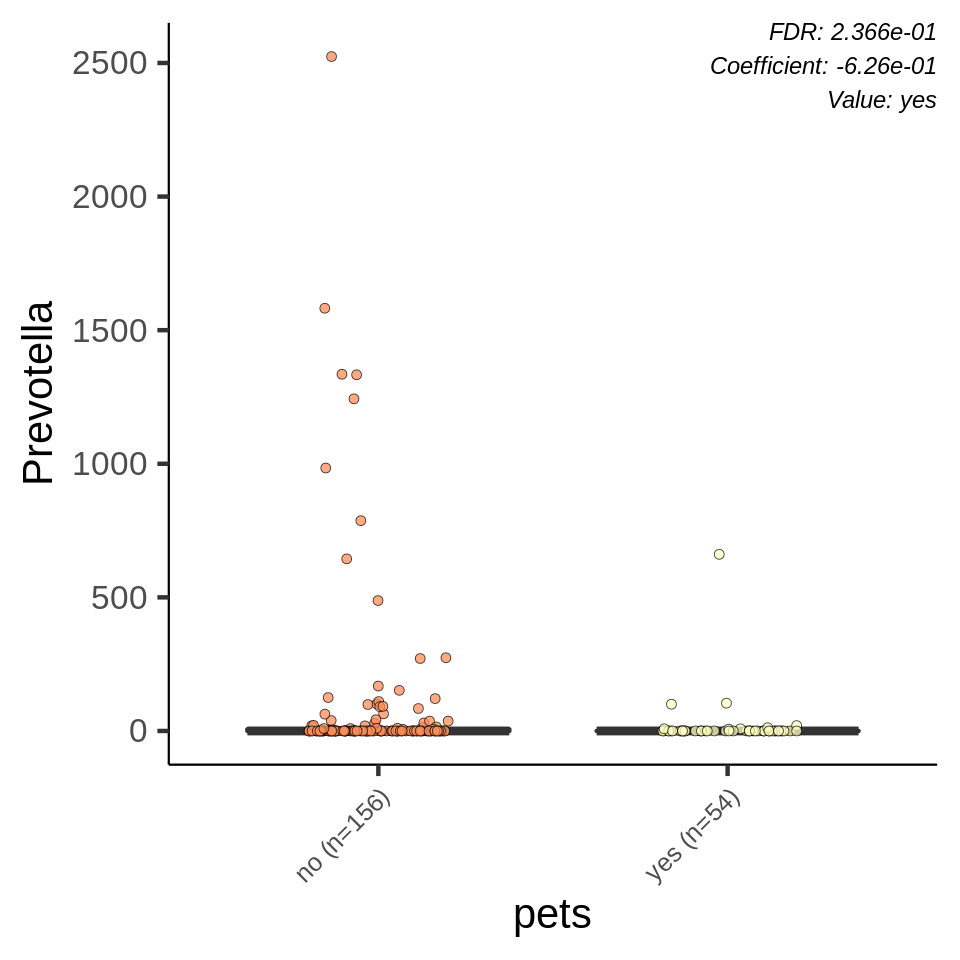 FDR: 2.366e-01
Coefficient: -6.26e-01
Value: yes
Prevotella
2500
2000
1500
1000
500
0
no (n=156)
yes (n=54)
pets